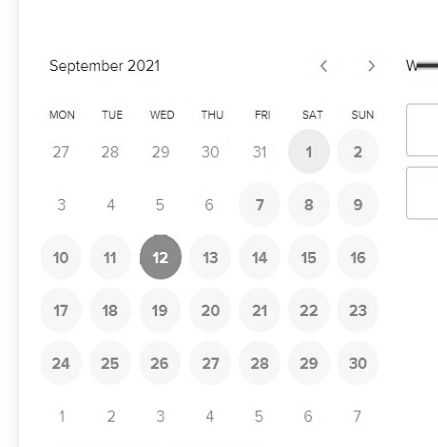 September 2021 < >
MON TUE WED THU FRI SAT SUN
27 28 29 30 31 1 2
3 4 5 6 7 8 9
10 11 12 13 14 15 16
17 18 19 20 21 22 23
24 25 26 27 28 29 30
1 2 3 4 5 6 7